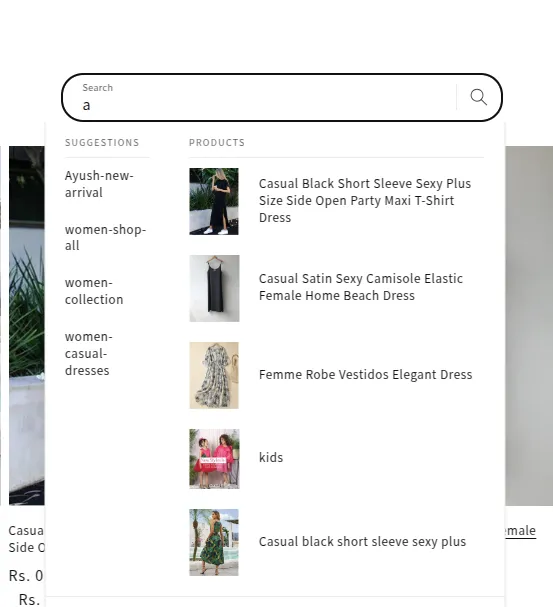 Search
a
SUGGESTIONS
PRODUCTS
Ayush-new-
arrival
women-shop-
all
women-
collection
women-
casual-
dresses
Casual Black Short Sleeve Sexy Plus
Size Side Open Party Maxi T-Shirt
Dress
Casual Satin Sexy Camisole Elastic
Female Home Beach Dress
Femme Robe Vestidos Elegant Dress
kids
Casual black short sleeve sexy plus
Casua
Side O
Rs. 0
Rs.
emale